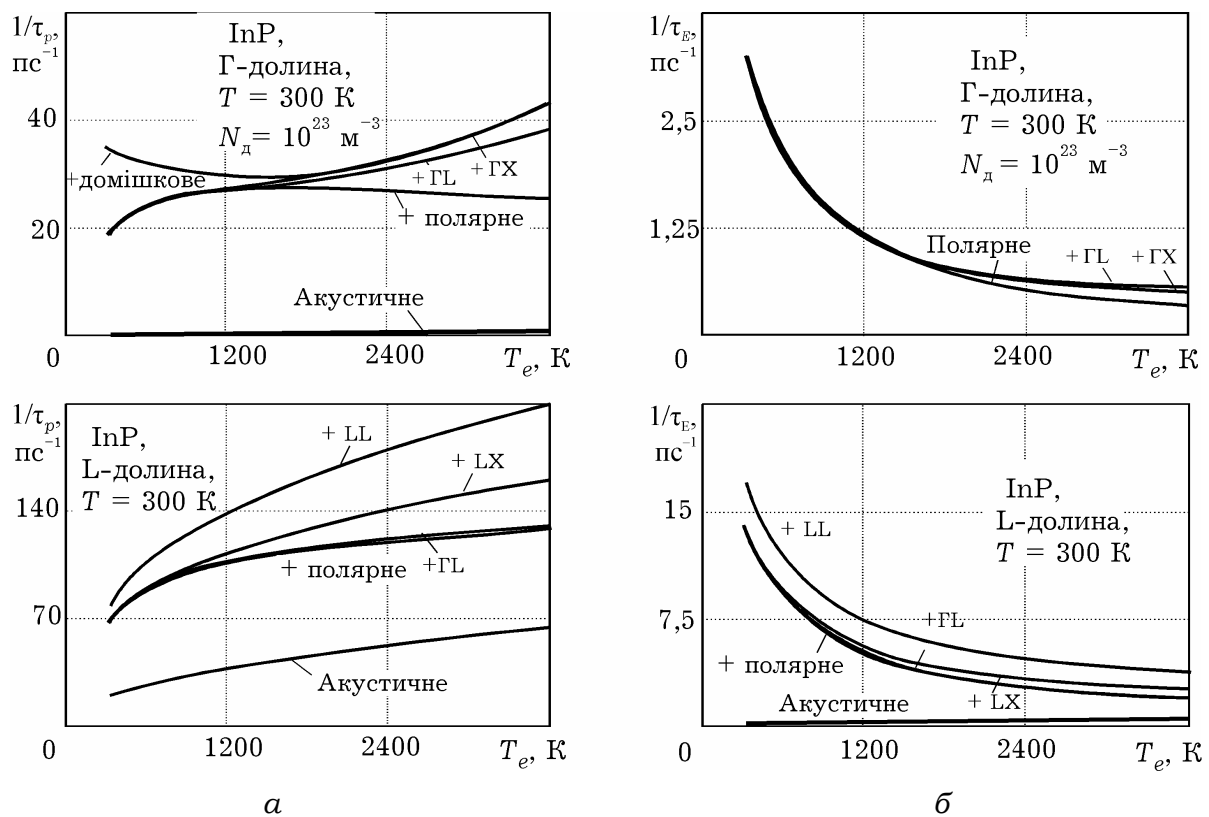 1/τp,
пс⁻¹
InP,
Г-долина,
T = 300 К
Nд = 10²³ м⁻³
40
+домішкове
+ГL
+ГХ
+ полярне
20
Акустичне
0
1200
2400
Te, К
1/τE,
пс⁻¹
InP,
Г-долина,
T = 300 К
Nд = 10²³ м⁻³
2,5
1,25
Полярне
+ГL
+ГХ
0
1200
2400
Te, К
1/τp,
пс⁻¹
InP,
L-долина,
T = 300 К
+ LL
+ LX
140
+ полярне
+ГL
70
Акустичне
0
1200
2400
Te, К
а
1/τE,
пс⁻¹
InP,
L-долина,
T = 300 К
15
+ LL
7,5
+ГL
+ полярне
Акустичне
+ LX
0
1200
2400
Te, К
б